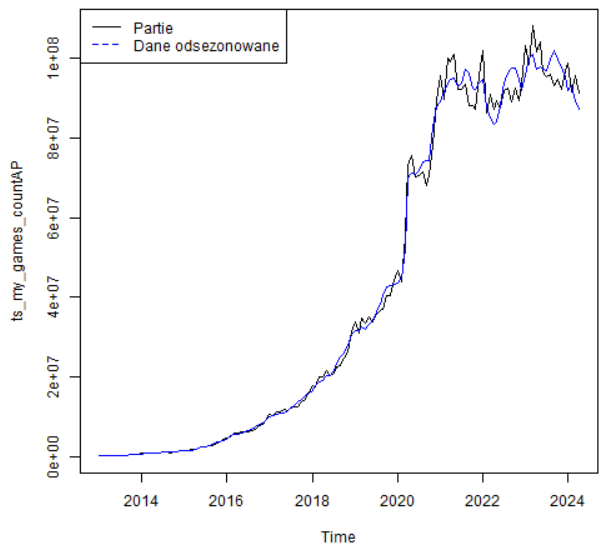 Partie
Dane odsezonowane
ts_my_games_countAP
1e+08
8e+07
6e+07
4e+07
2e+07
0e+00
2014 2016 2018 2020 2022 2024
Time